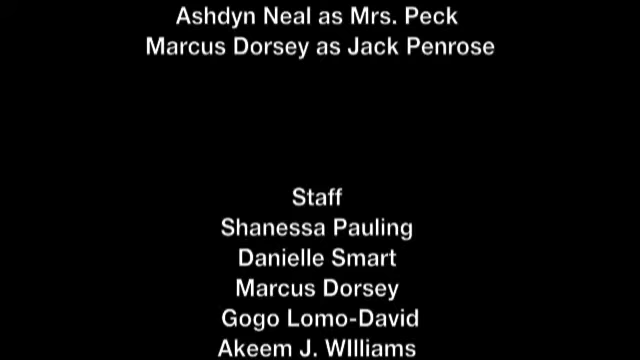 Ashdyn Neal as Mrs. Peck
Marcus Dorsey as Jack Penrose
Staff
Shanessa Pauling
Danielle Smart
Marcus Dorsey
Gogo Lomo-David
Akeem J. WIlliams